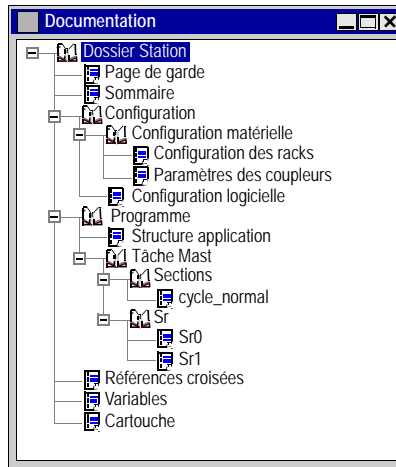 Documentation
Dossier Station
Page de garde
Sommaire
Configuration
Configuration matérielle
Configuration des racks
Paramètres des coupleurs
Configuration logicielle
Programme
Structure application
Tâche Mast
Sections
cycle_normal
Sr
Sr0
Sr1
Références croisées
Variables
Cartouche